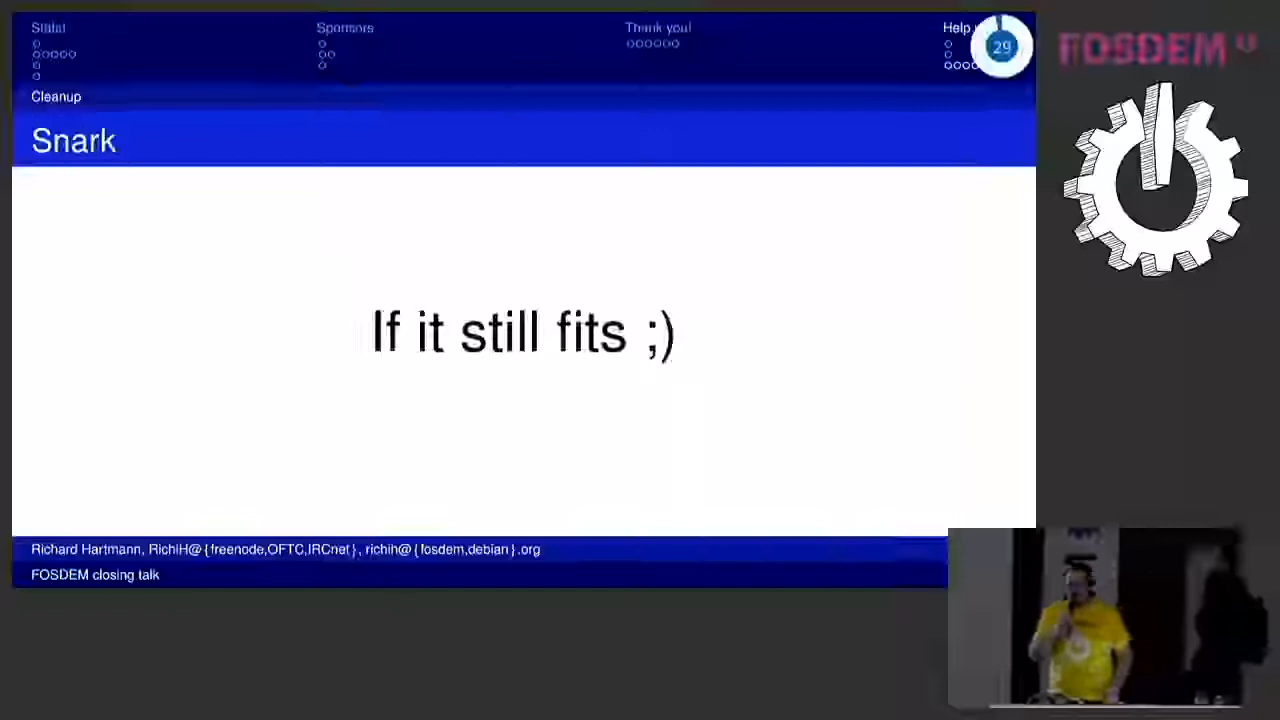 Sponsors
Thank you!
Help
29
FOSDEM
Cleanup
Snark
If it still fits ;)
Richard Hartmann, RichiH@{freenode,OFTC,IRCnet}, richih@{fosdem,debian}.org
FOSDEM closing talk